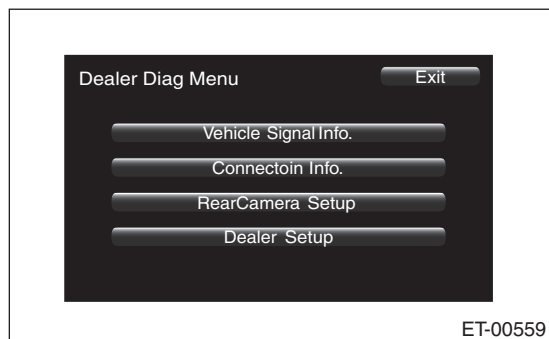 Dealer Diag Menu
Exit
Vehicle Signal Info.
Connectoin Info.
RearCamera Setup
Dealer Setup
ET-00559